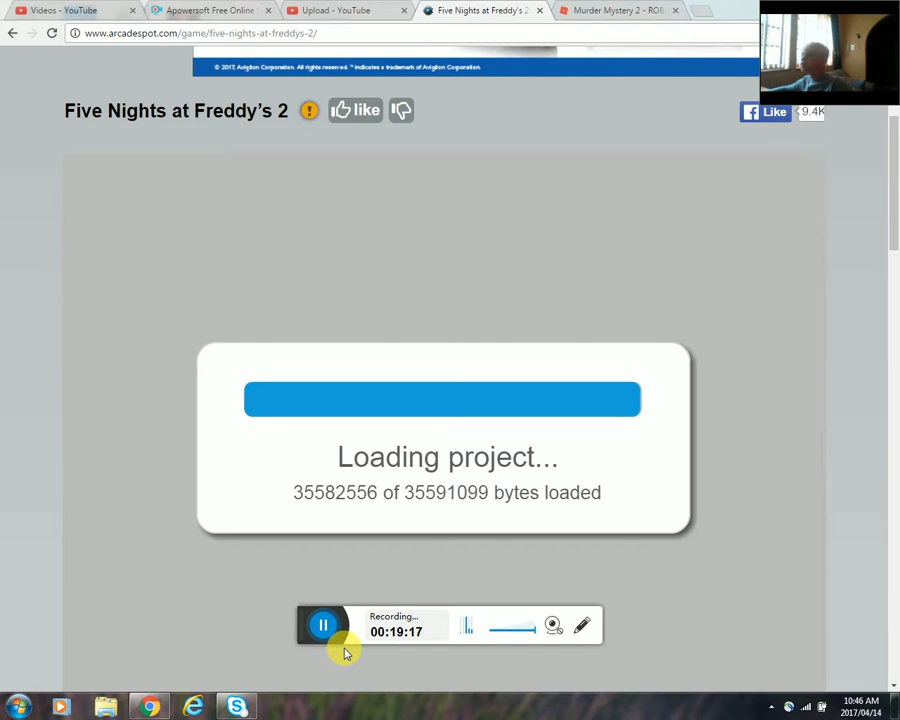 Videos - YouTube
Apowersoft Free Online
Upload - YouTube
Five Nights at Freddy's 2
Murder Mystery 2 - ROB
www.arcadespot.com/game/five-nights-at-freddys-2/
© 2017, Avigilon Corporation. All rights reserved. ™ indicates a trademark of Avigilon Corporation.
Five Nights at Freddy's 2
like
Like
9.4K
Loading project...
35582556 of 35591099 bytes loaded
Recording...
00:19:17
10:46 AM
2017/04/14